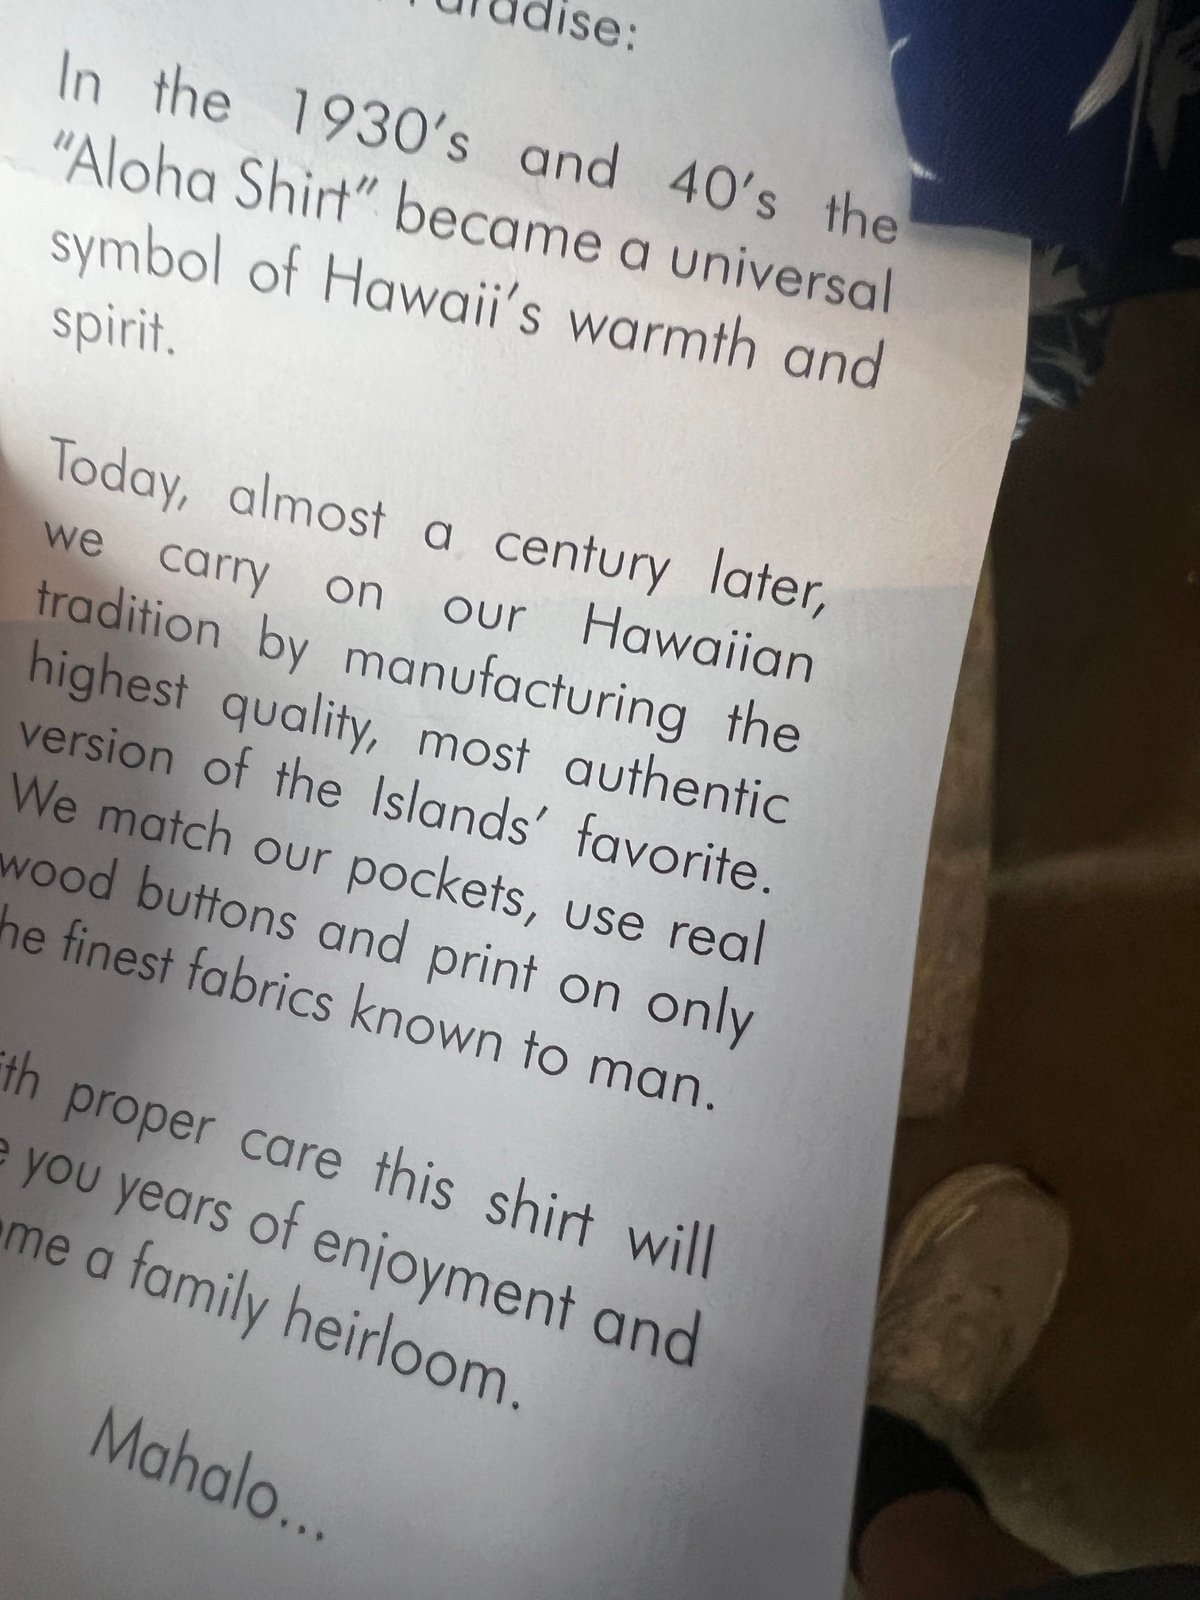 In the 1930's and 40's the
"Aloha Shirt" became a universal
symbol of Hawaii's warmth and
spirit.
Today, almost a century later,
we carry on our Hawaiian
tradition by manufacturing the
highest quality, most authentic
version of the Islands' favorite.
We match our pockets, use real
wood buttons and print on only
finest fabrics known to man.
proper care this shirt will
you years of enjoyment and
a family heirloom.
Mahalo...